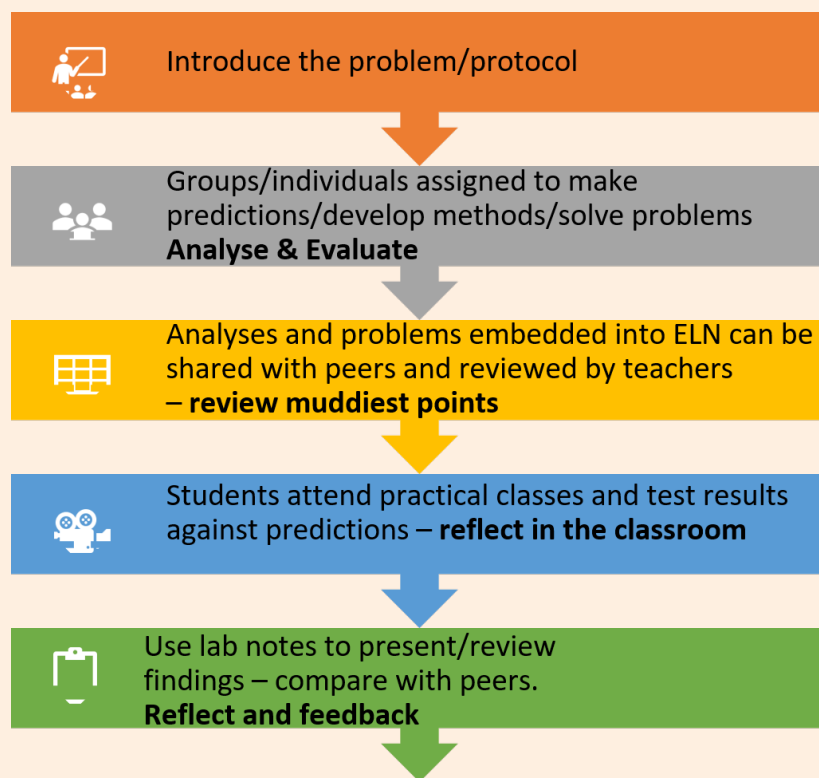 Introduce the problem/protocol
Groups/individuals assigned to make
predictions/develop methods/solve problems
Analyse & Evaluate
Analyses and problems embedded into ELN can be
shared with peers and reviewed by teachers
– review muddiest points
Students attend practical classes and test results
against predictions – reflect in the classroom
Use lab notes to present/review
findings – compare with peers.
Reflect and feedback